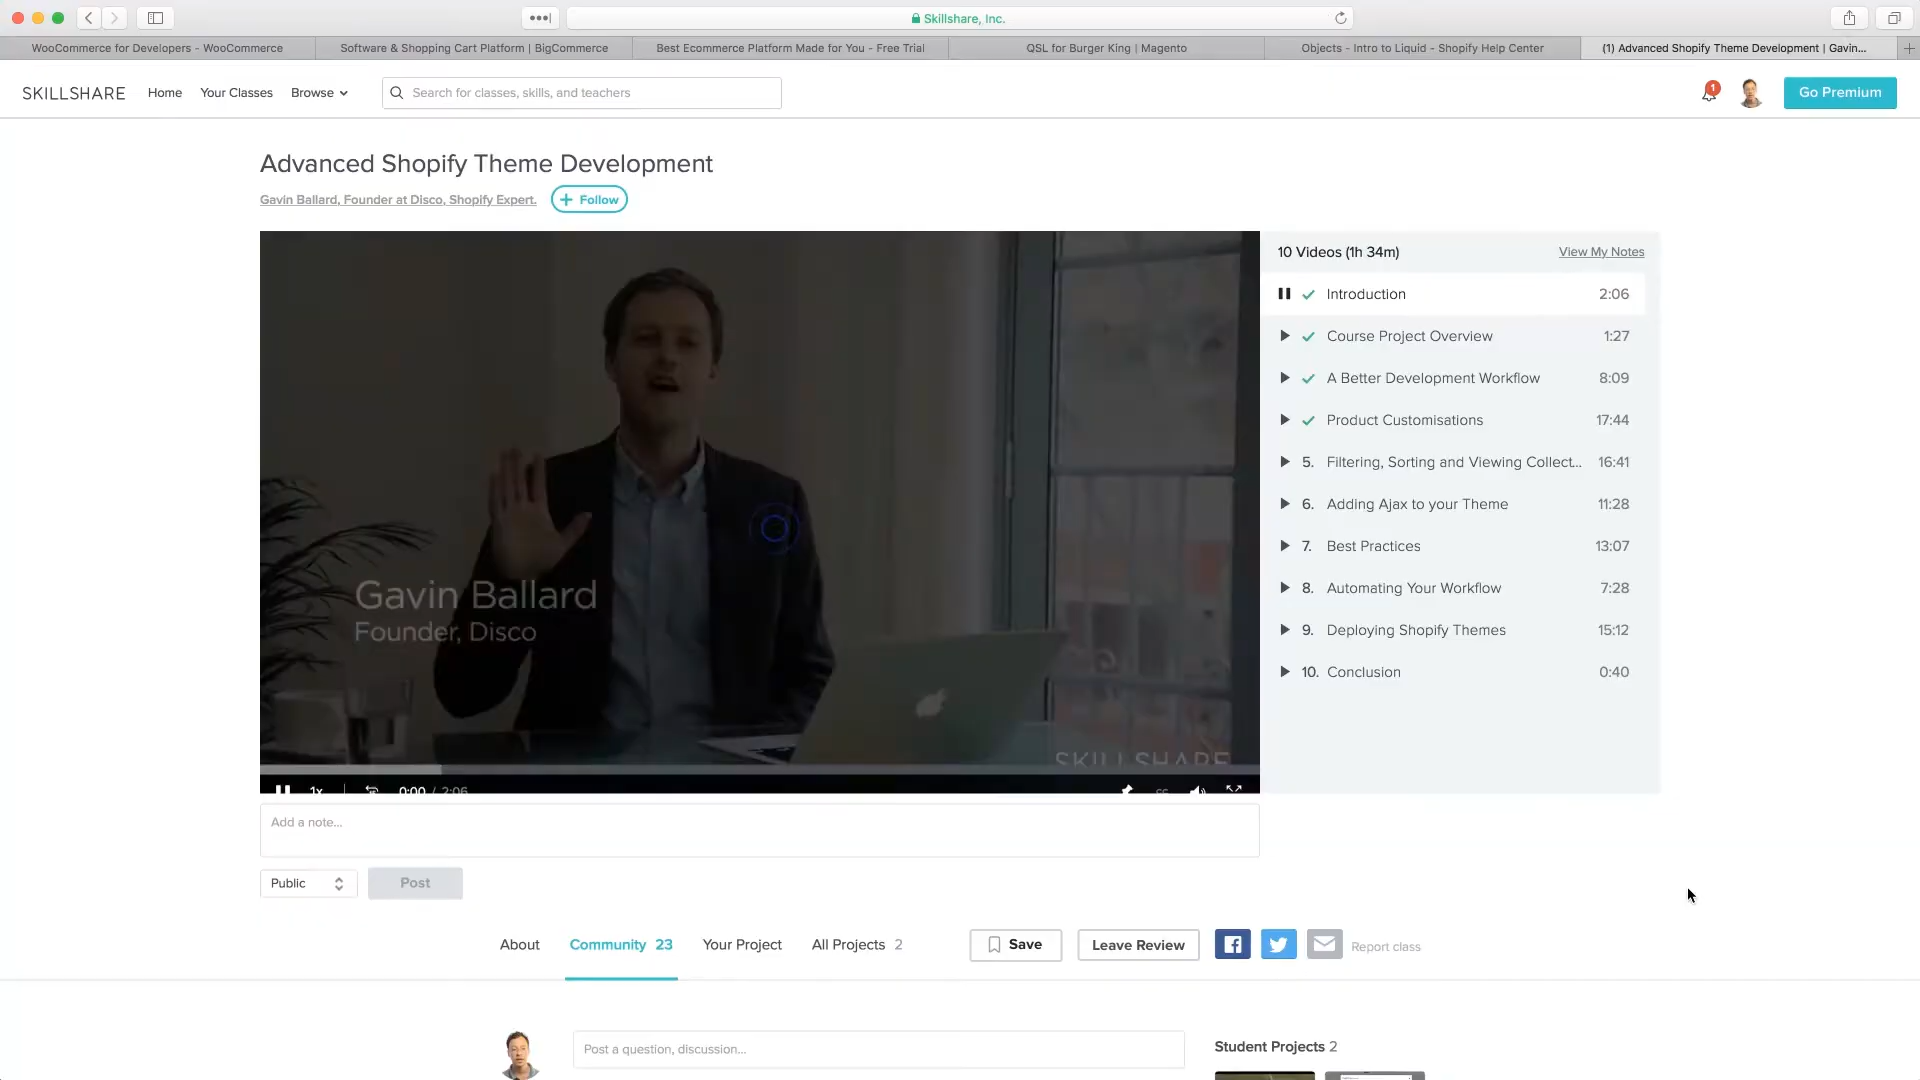 Skillshare, Inc.
WooCommerce for Developers - WooCommerce
Software & Shopping Cart Platform | BigCommerce
Best Ecommerce Platform Made for You - Free Trial
QSL for Burger King | Magento
Objects - Intro to Liquid - Shopify Help Center
(1) Advanced Shopify Theme Development | Gavin...
SKILLSHARE
Home
Your Classes
Browse
Search for classes, skills, and teachers
1
Go Premium
Advanced Shopify Theme Development
Gavin Ballard, Founder at Disco, Shopify Expert.
+ Follow
Gavin Ballard
Founder, Disco
SKILLSHARE
1x
0:00 / 2:06
CC
10 Videos (1h 34m)
View My Notes
Introduction 2:06
Course Project Overview 1:27
A Better Development Workflow 8:09
Product Customisations 17:44
5. Filtering, Sorting and Viewing Collect... 16:41
6. Adding Ajax to your Theme 11:28
7. Best Practices 13:07
8. Automating Your Workflow 7:28
9. Deploying Shopify Themes 15:12
10. Conclusion 0:40
Add a note...
Public
Post
About
Community 23
Your Project
All Projects 2
Save
Leave Review
Report class
Post a question, discussion...
Student Projects 2